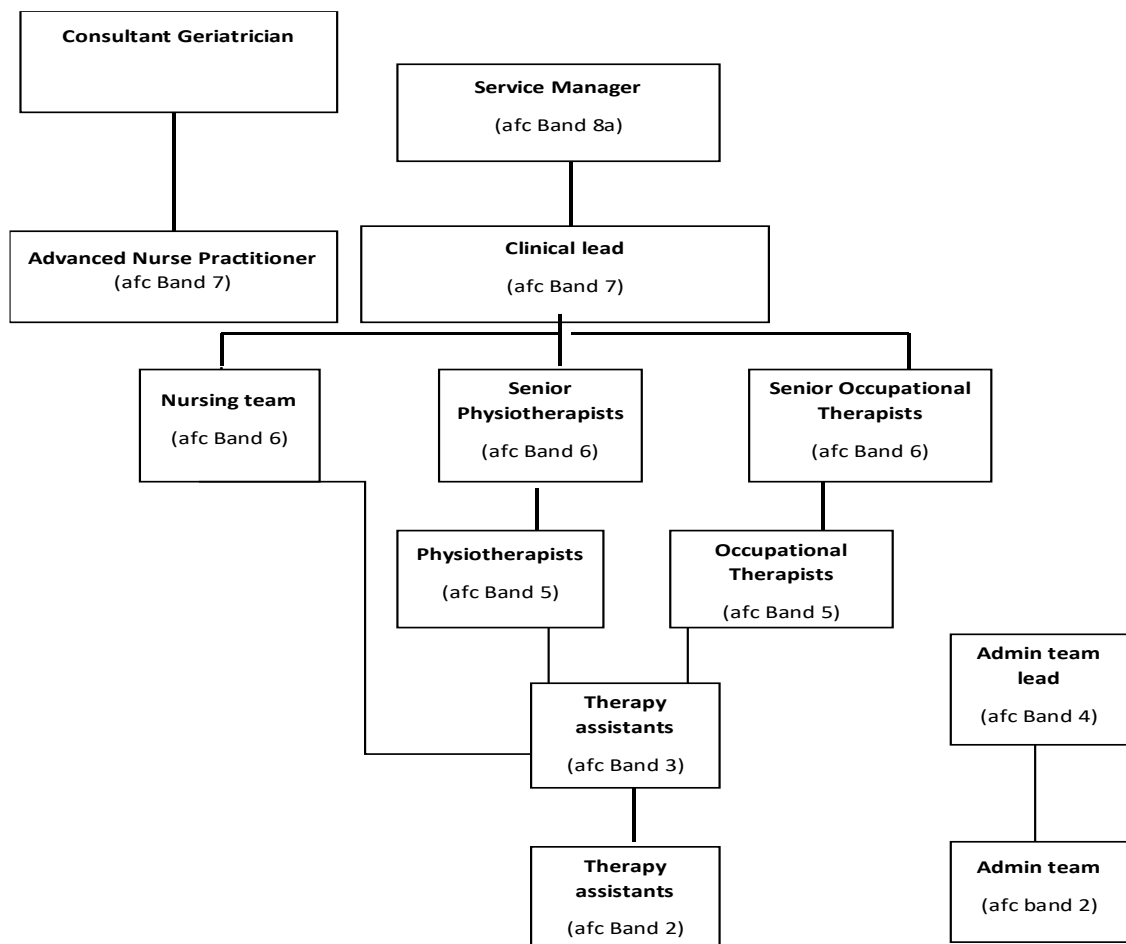 Consultant Geriatrician
Service Manager
(afc Band 8a)
Advanced Nurse Practitioner
(afc Band 7)
Clinical lead
(afc Band 7)
Nursing team
(afc Band 6)
Senior
Physiotherapists
(afc Band 6)
Senior Occupational
Therapists
(afc Band 6)
Physiotherapists
(afc Band 5)
Occupational
Therapists
(afc Band 5)
Therapy
assistants
(afc Band 3)
Admin team
lead
(afc Band 4)
Therapy
assistants
(afc Band 2)
Admin team
(afc band 2)